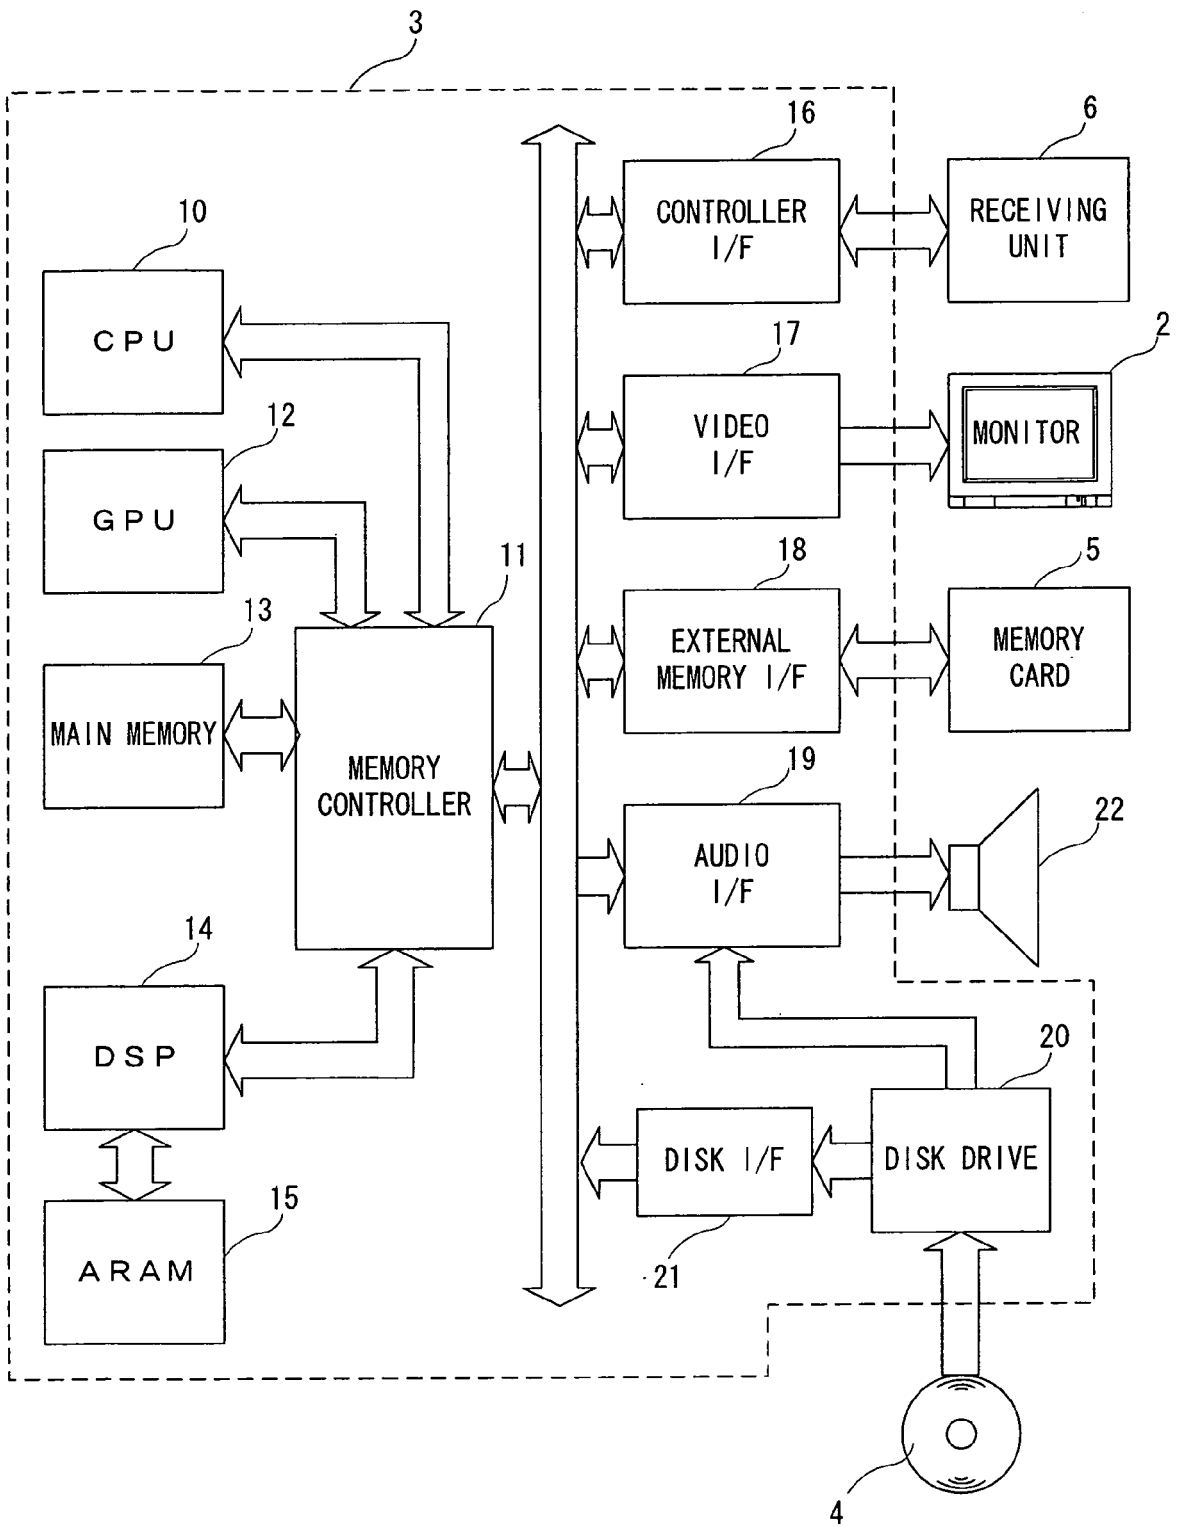 3
16
6
CONTROLLER
I/F
RECEIVING
UNIT
10
CPU
17
2
VIDEO
I/F
MONITOR
12
GPU
11
18
5
EXTERNAL
MEMORY I/F
MEMORY
CARD
13
MAIN MEMORY
MEMORY
CONTROLLER
19
22
AUDIO
I/F
14
DSP
20
DISK I/F
DISK DRIVE
21
15
ARAM
4